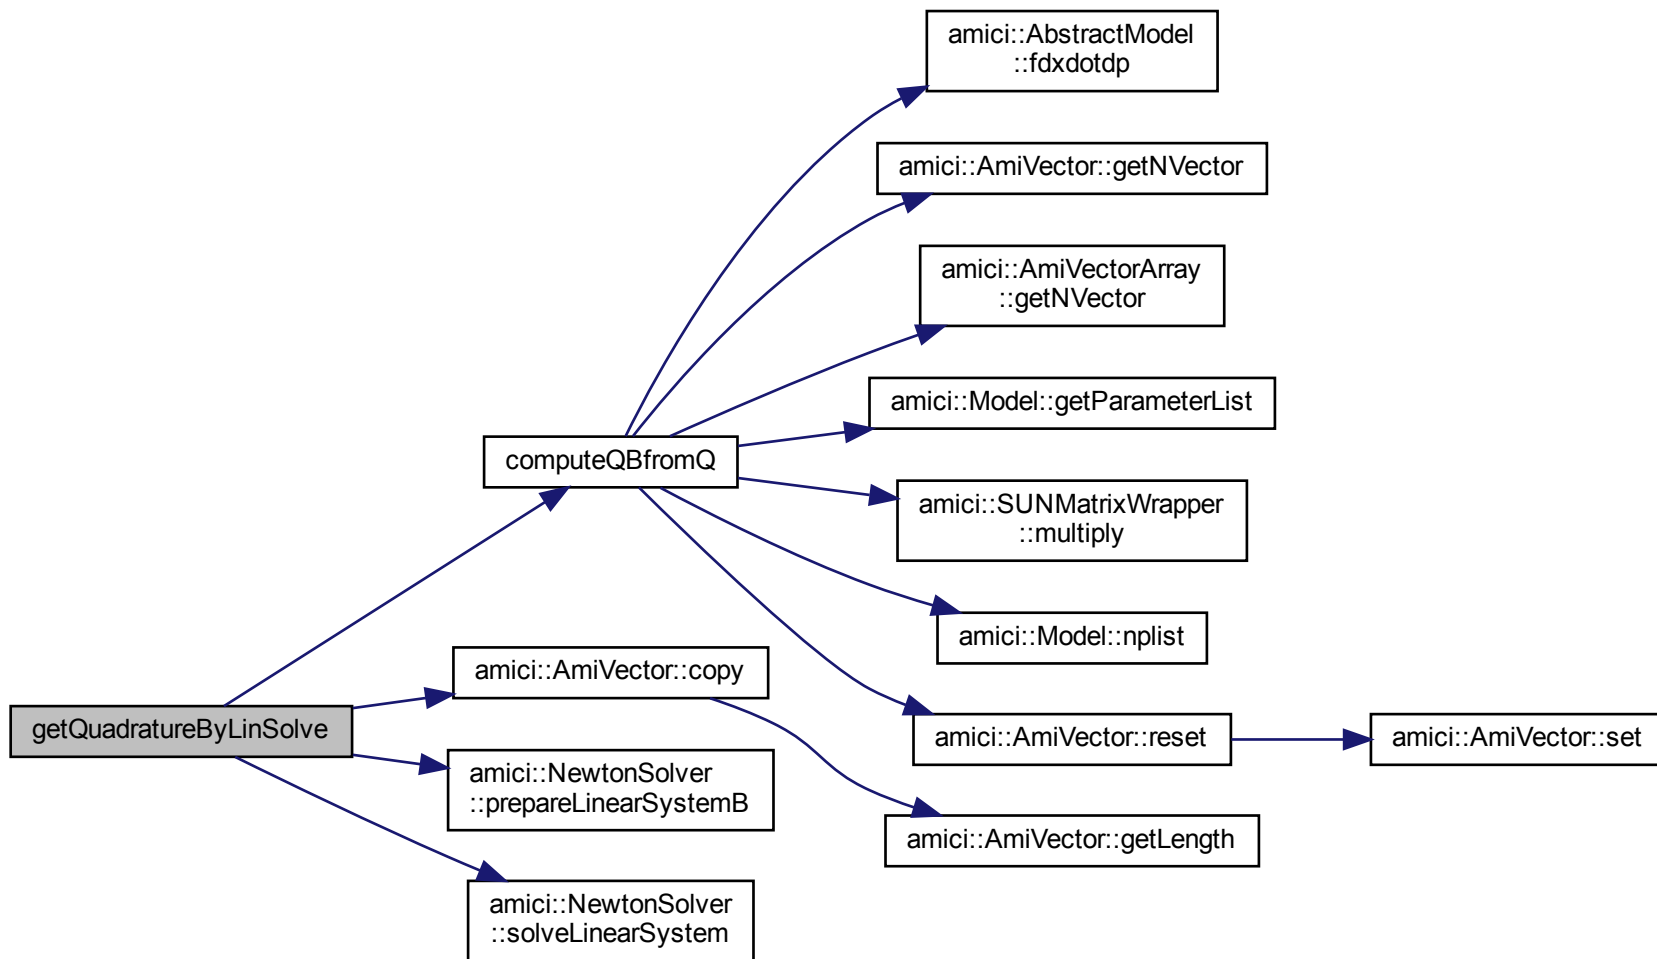 amici::AbstractModel
::fdxdotdp
amici::AmiVector::getNVector
amici::AmiVectorArray
::getNVector
amici::Model::getParameterList
computeQBfromQ
amici::SUNMatrixWrapper
::multiply
amici::Model::nplist
amici::AmiVector::copy
getQuadratureByLinSolve
amici::AmiVector::reset
amici::AmiVector::set
amici::NewtonSolver
::prepareLinearSystemB
amici::AmiVector::getLength
amici::NewtonSolver
::solveLinearSystem